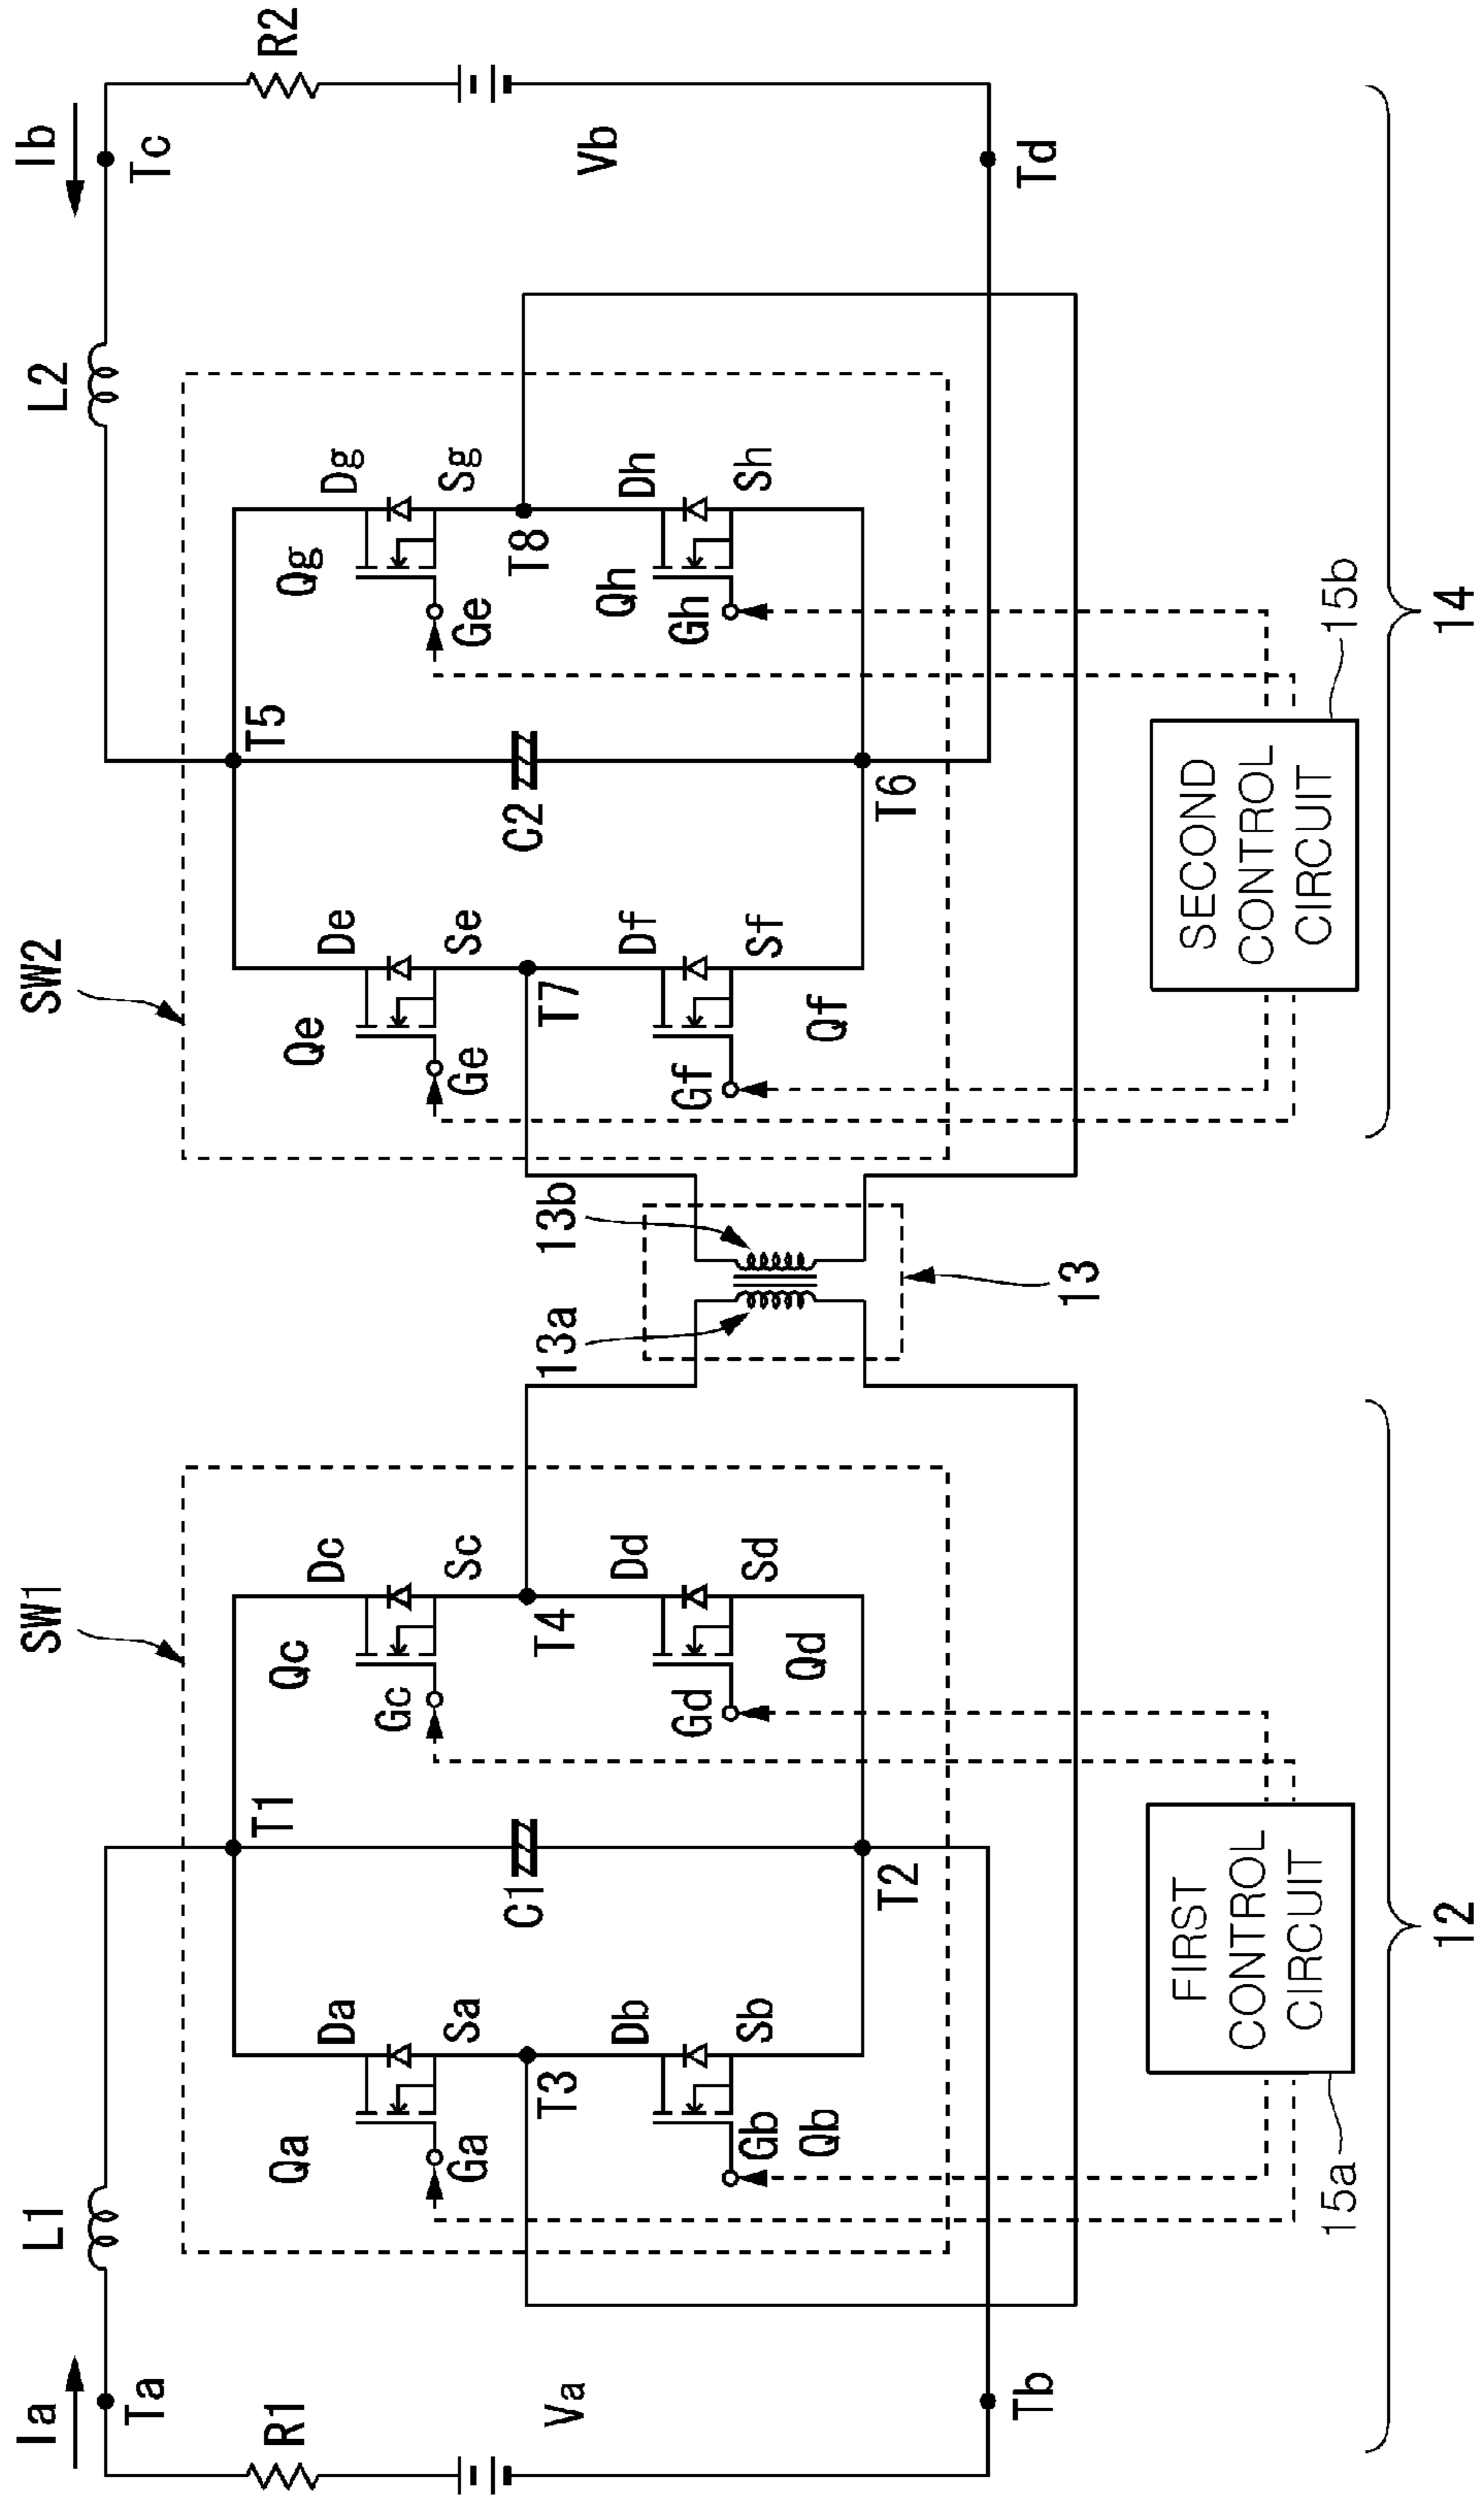 SW1
SW2
Ia
L1
L2
Ib
Ta
Tc
R1
R2
Va
Vb
Tb
Td
T1
T5
Qa
Da
Ga
Sa
Qc
Dc
Gc
Sc
C1
T3
T4
Db
Gb
Sb
Qb
Dd
Gd
Sd
Qd
T2
13a
13b
13
Qe
De
Ge
Se
Qg
Dg
Ge
Sg
C2
T7
T8
Df
Gf
Sf
Qf
Qh
Dh
Gh
Sh
T6
FIRST
CONTROL
CIRCUIT
15a
SECOND
CONTROL
CIRCUIT
15b
12
14